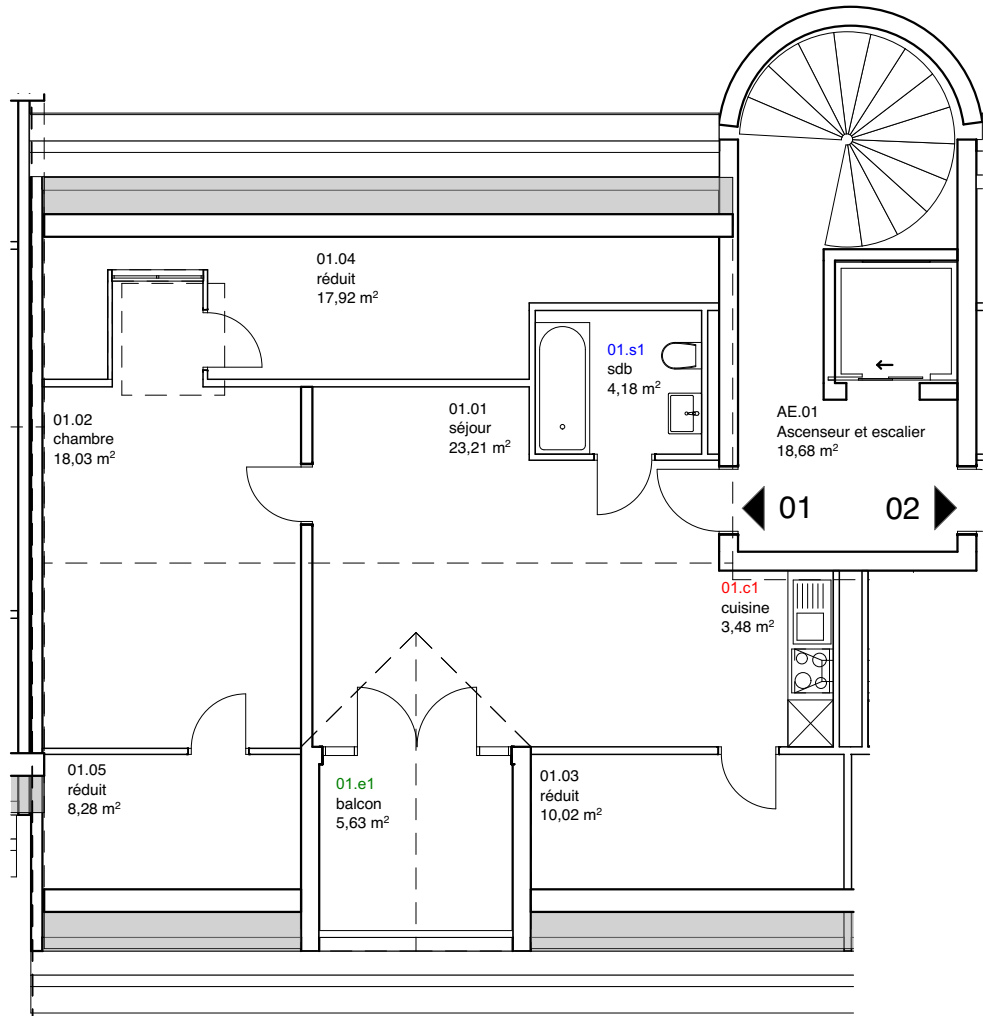 01.04
réduit
17,92 m²
01.s1
sdb
4,18 m²
01.02
chambre
18,03 m²
01.01
séjour
23,21 m²
AE.01
Ascenseur et escalier
18,68 m²
01 02
01.c1
cuisine
3,48 m²
01.05
réduit
8,28 m²
01.e1
balcon
5,63 m²
01.03
réduit
10,02 m²